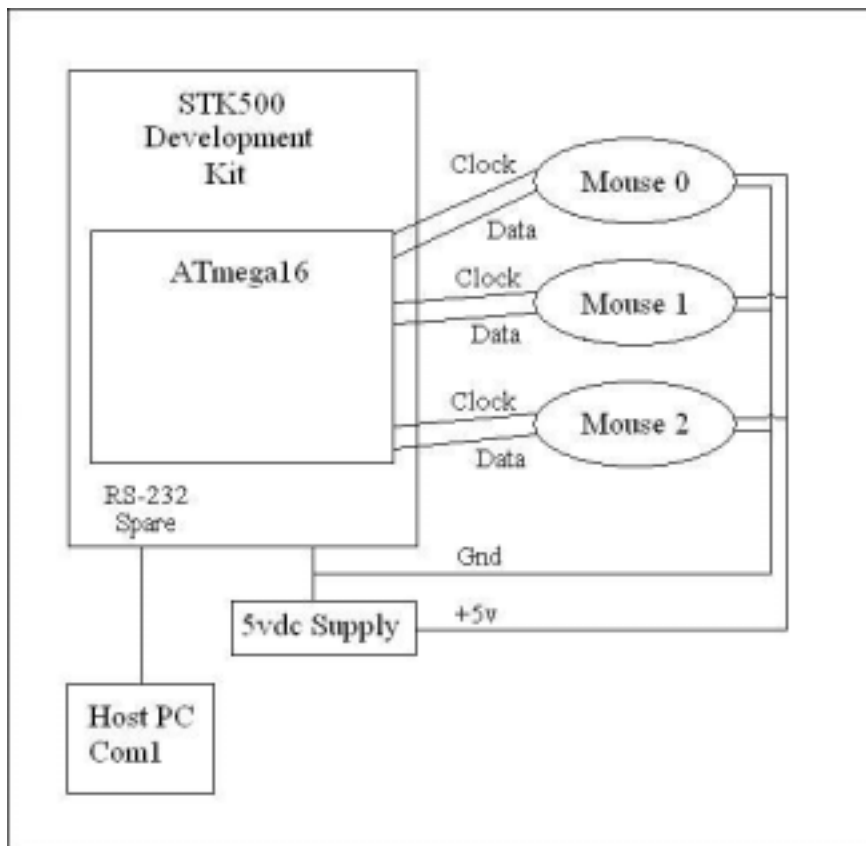 STK500
Development
Kit
ATmega16
RS-232
Spare
Clock
Data
Mouse 0
Clock
Data
Mouse 1
Clock
Data
Mouse 2
Gnd
+5v
5vdc Supply
Host PC
Com1